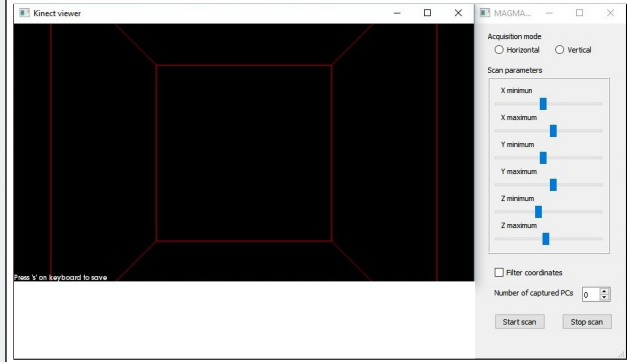 Kinect viewer
Press 's' on keyboard to save
MAGMA...
Acquisition mode
Horizontal Vertical
Scan parameters
X minimun
X maximum
Y minimum
Y maximum
Z minimum
Z maximum
Filter coordinates
Number of captured PCs 0
Start scan Stop scan